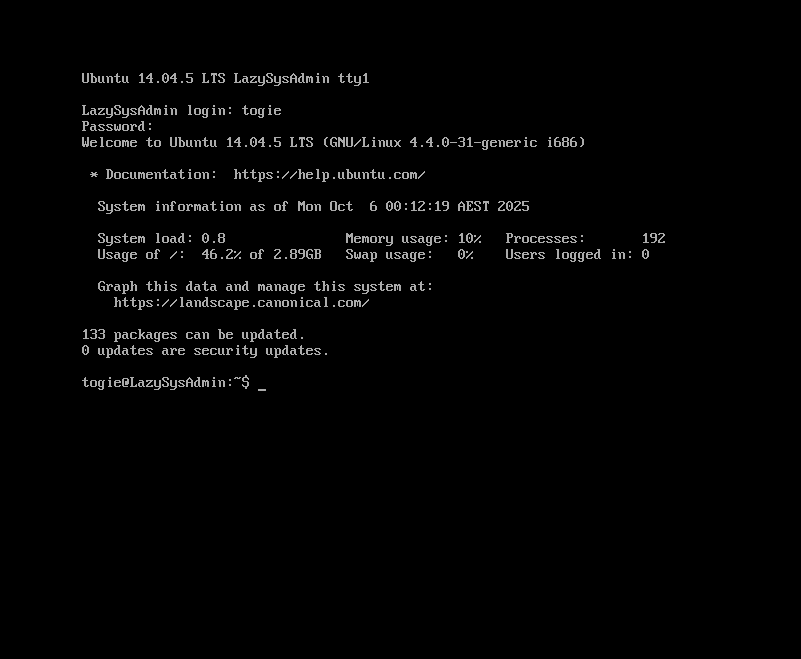 Ubuntu 14.04.5 LTS LazySysAdmin tty1
LazySysAdmin login: togie
Password:
Welcome to Ubuntu 14.04.5 LTS (GNU/Linux 4.4.0-31-generic i686)
* Documentation:  https://help.ubuntu.com/
System information as of Mon Oct  6 00:12:19 AEST 2025
System load: 0.8               Memory usage: 10%   Processes:       192
Usage of /:  46.2% of 2.89GB   Swap usage:   0%    Users logged in: 0
Graph this data and manage this system at:
https://landscape.canonical.com/
133 packages can be updated.
0 updates are security updates.
togie@LazySysAdmin:~$ _